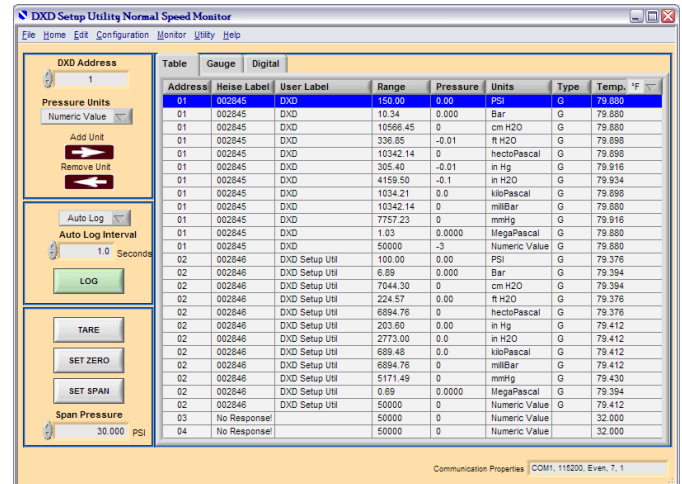 DXD Setup Utility Normal Speed Monitor
File Home Edit Configuration Monitor Utility Help
DXD Address
1
Pressure Units
Numeric Value
Add Unit
Remove Unit
Auto Log
Auto Log Interval
1.0 Seconds
LOG
TARE
SET ZERO
SET SPAN
Span Pressure
30.000 PSI
Table Gauge Digital
Address Heise Label User Label Range Pressure Units Type Temp. °F
01 002845 DXD 150.00 0.00 PSI G 79.880
01 002845 DXD 10.34 0.000 Bar G 79.880
01 002845 DXD 10566.45 0 cm H2O G 79.880
01 002845 DXD 336.85 -0.01 ft H2O G 79.898
01 002845 DXD 10342.14 0 hectoPascal G 79.898
01 002845 DXD 305.40 -0.01 in Hg G 79.916
01 002845 DXD 4159.50 -0.1 in H2O G 79.934
01 002845 DXD 1034.21 0.0 kiloPascal G 79.898
01 002845 DXD 10342.14 0 milliBar G 79.880
01 002845 DXD 7757.23 0 mmHg G 79.916
01 002845 DXD 1.03 0.0000 MegaPascal G 79.880
01 002845 DXD 50000 -3 Numeric Value G 79.880
02 002846 DXD Setup Util 100.00 0.00 PSI G 79.376
02 002846 DXD Setup Util 6.89 0.000 Bar G 79.394
02 002846 DXD Setup Util 7044.30 0 cm H2O G 79.394
02 002846 DXD Setup Util 224.57 0.00 ft H2O G 79.376
02 002846 DXD Setup Util 6894.76 0 hectoPascal G 79.376
02 002846 DXD Setup Util 203.60 0.00 in Hg G 79.412
02 002846 DXD Setup Util 2773.00 0.0 in H2O G 79.412
02 002846 DXD Setup Util 689.48 0.0 kiloPascal G 79.412
02 002846 DXD Setup Util 6894.76 0 milliBar G 79.412
02 002846 DXD Setup Util 5171.49 0 mmHg G 79.430
02 002846 DXD Setup Util 0.69 0.0000 MegaPascal G 79.394
02 002846 DXD Setup Util 50000 0 Numeric Value G 79.412
03 No Response! 50000 0 Numeric Value 32.000
04 No Response! 50000 0 Numeric Value 32.000
Communication Properties COM1, 115200, Even, 7, 1